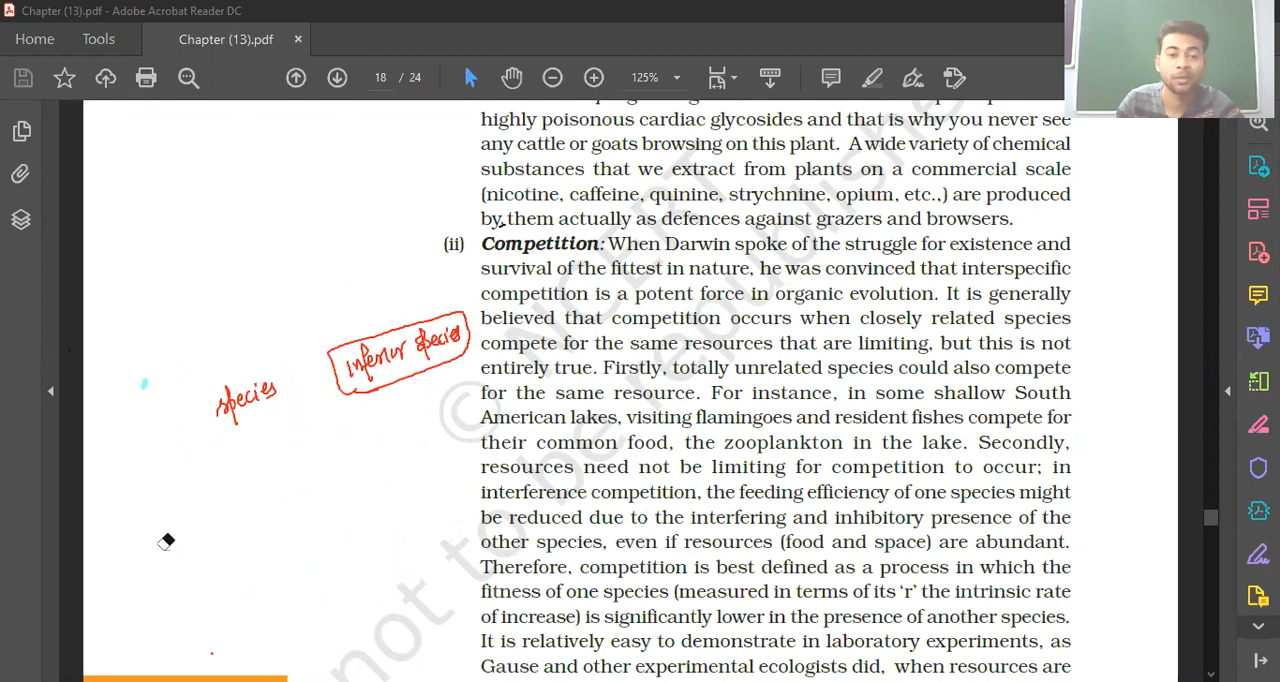 Chapter (13).pdf - Adobe Acrobat Reader DC
Home Tools Chapter (13).pdf ×
18 / 24 125%
highly poisonous cardiac glycosides and that is why you never see
any cattle or goats browsing on this plant. A wide variety of chemical
substances that we extract from plants on a commercial scale
(nicotine, caffeine, quinine, strychnine, opium, etc.,) are produced
by them actually as defences against grazers and browsers.
(ii) Competition: When Darwin spoke of the struggle for existence and
survival of the fittest in nature, he was convinced that interspecific
competition is a potent force in organic evolution. It is generally
believed that competition occurs when closely related species
compete for the same resources that are limiting, but this is not
entirely true. Firstly, totally unrelated species could also compete
for the same resource. For instance, in some shallow South
American lakes, visiting flamingoes and resident fishes compete for
their common food, the zooplankton in the lake. Secondly,
resources need not be limiting for competition to occur; in
interference competition, the feeding efficiency of one species might
be reduced due to the interfering and inhibitory presence of the
other species, even if resources (food and space) are abundant.
Therefore, competition is best defined as a process in which the
fitness of one species (measured in terms of its ‘r’ the intrinsic rate
of increase) is significantly lower in the presence of another species.
It is relatively easy to demonstrate in laboratory experiments, as
Gause and other experimental ecologists did, when resources are
inferior species
species
© NCERT
not to be republished